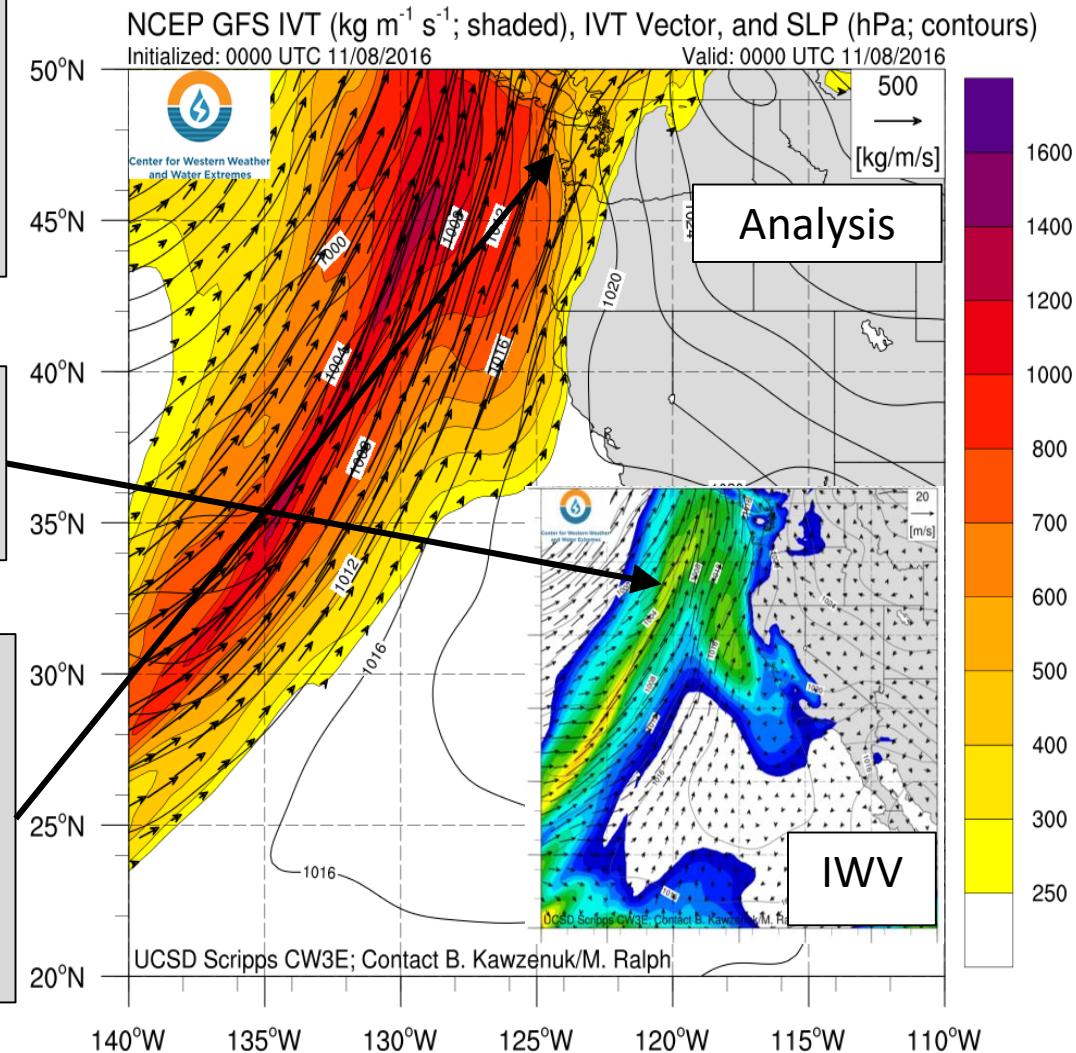 NCEP GFS IVT (kg m⁻¹ s⁻¹; shaded), IVT Vector, and SLP (hPa; contours)
Initialized: 0000 UTC 11/08/2016
Valid: 0000 UTC 11/08/2016
50°N
45°N
40°N
35°N
30°N
25°N
20°N
Center for Western Weather
and Water Extremes
500
[kg/m/s]
Analysis
1024
1000
1008
1012
1020
1004
1016
1008
1012
1016
1016
20
[m/s]
1004
1008
1016
1016
IWV
UCSD Scripps CW3E; Contact B. Kawzenuk/M. Ralph
1600
1400
1200
1000
800
700
600
500
400
300
250
140°W
135°W
130°W
125°W
120°W
115°W
110°W